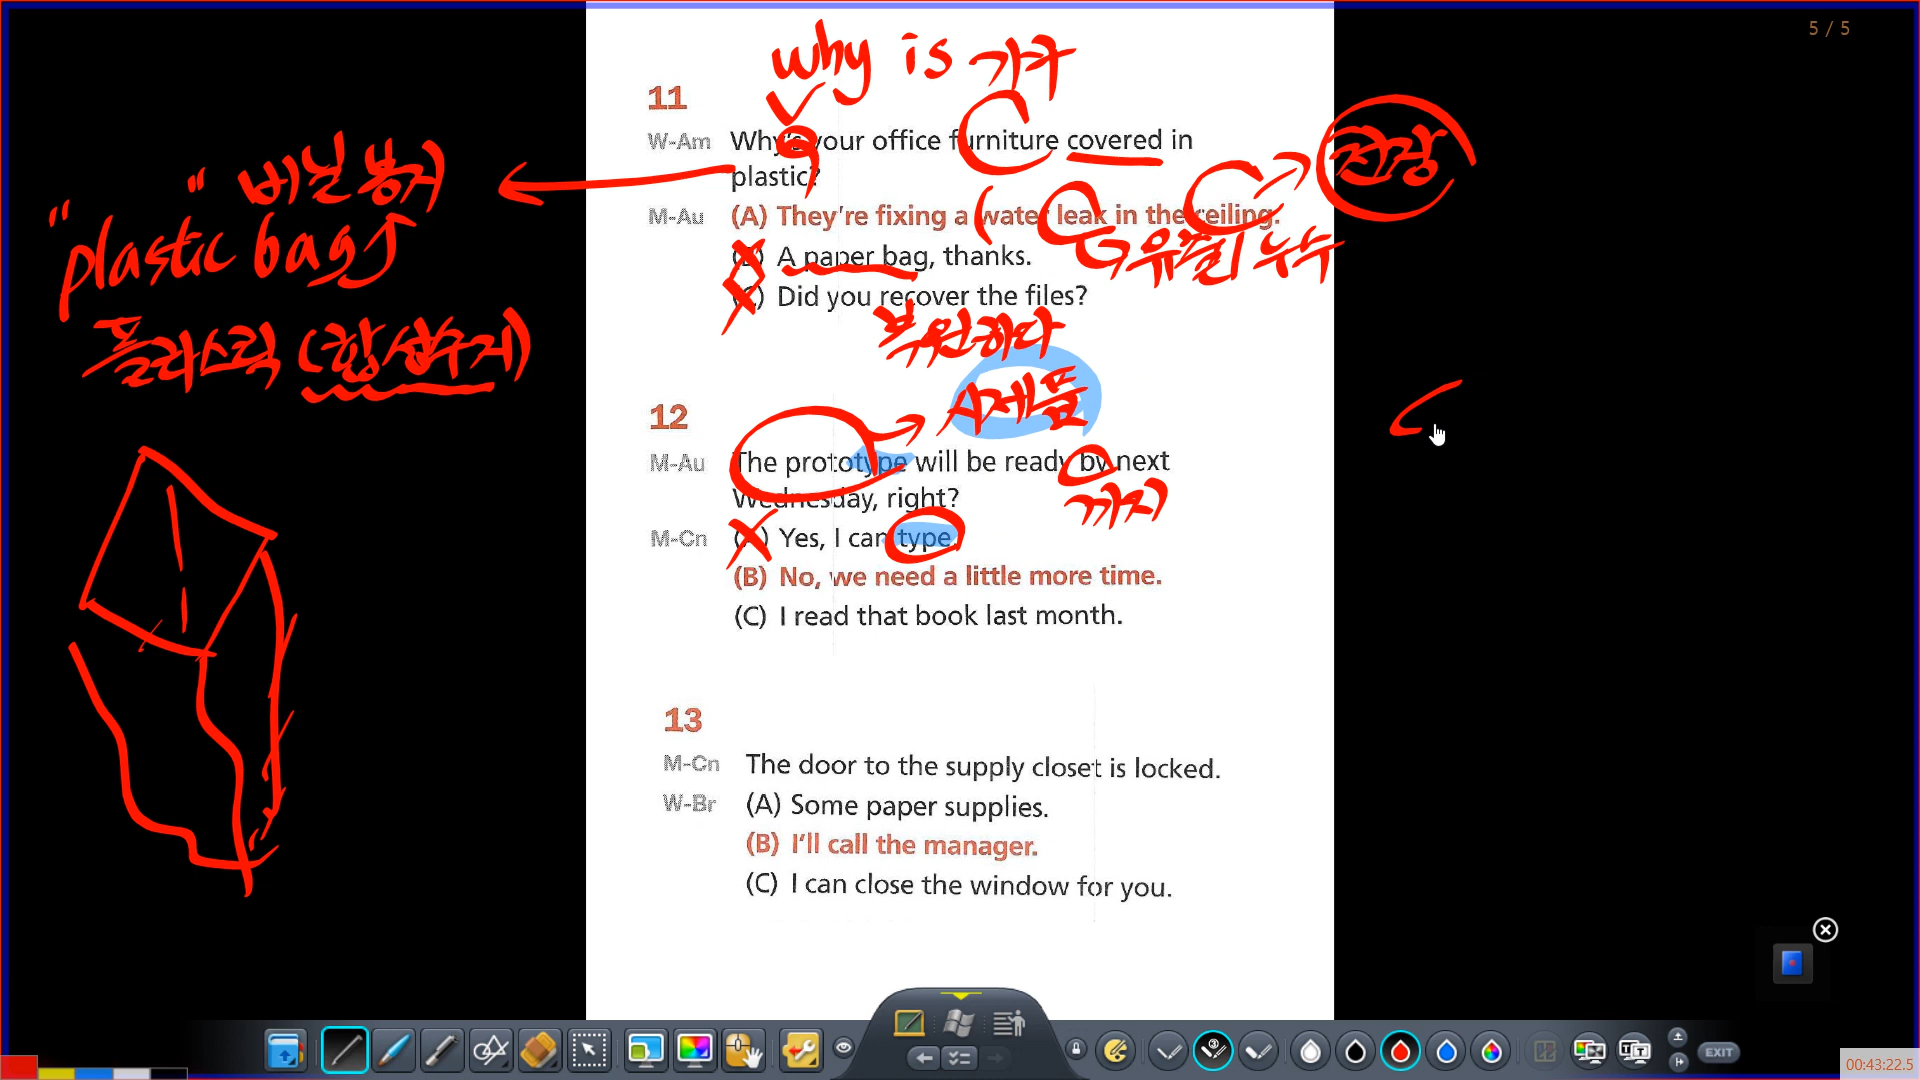 5 / 5
why is 가구
11
W-Am Why's your office furniture covered in
plastic?
M-Au (A) They're fixing a water leak in the ceiling.
(B) A paper bag, thanks.
(C) Did you recover the files?
천장
유출 누수
복원하다
" 비닐 봉지
"plastic bag
플라스틱 (합성수지)
시제품
12
M-Au The prototype will be ready by next
Wednesday, right?
까지
M-Cn (A) Yes, I can type.
(B) No, we need a little more time.
(C) I read that book last month.
13
M-Cn The door to the supply closet is locked.
W-Br (A) Some paper supplies.
(B) I'll call the manager.
(C) I can close the window for you.
EXIT
00:43:22.5